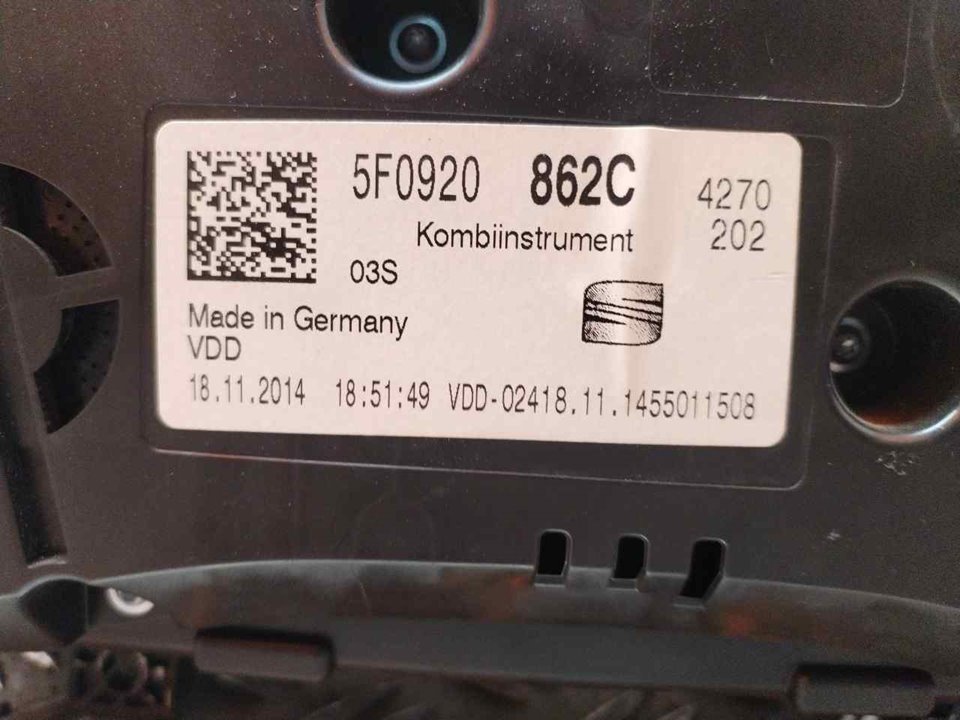 5F0920 862C 4270
Kombiinstrument 202
03S
Made in Germany
VDD
18.11.2014 18:51:49 VDD-02418.11.1455011508